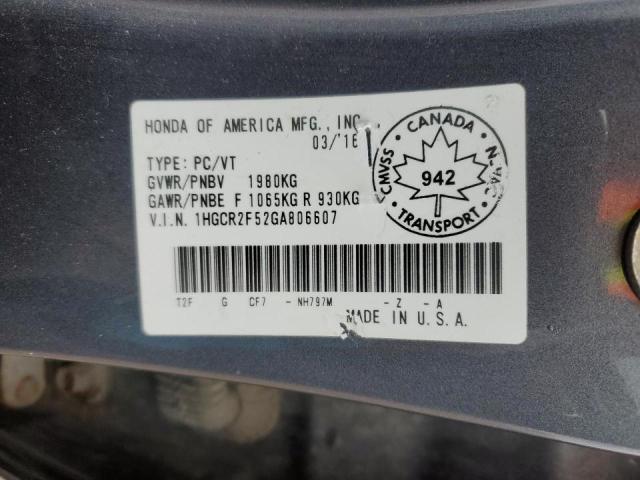 HONDA OF AMERICA MFG., INC.,
03/'16
TYPE: PC/VT
GVWR/PNBV 1980KG
GAWR/PNBE F 1065KG R 930KG
V.I.N. 1HGCR2F52GA806607
CANADA
CMVSS
942
NSVAC
TRANSPORT
T2F G CF7 - NH797M - Z - A
MADE IN U.S.A.